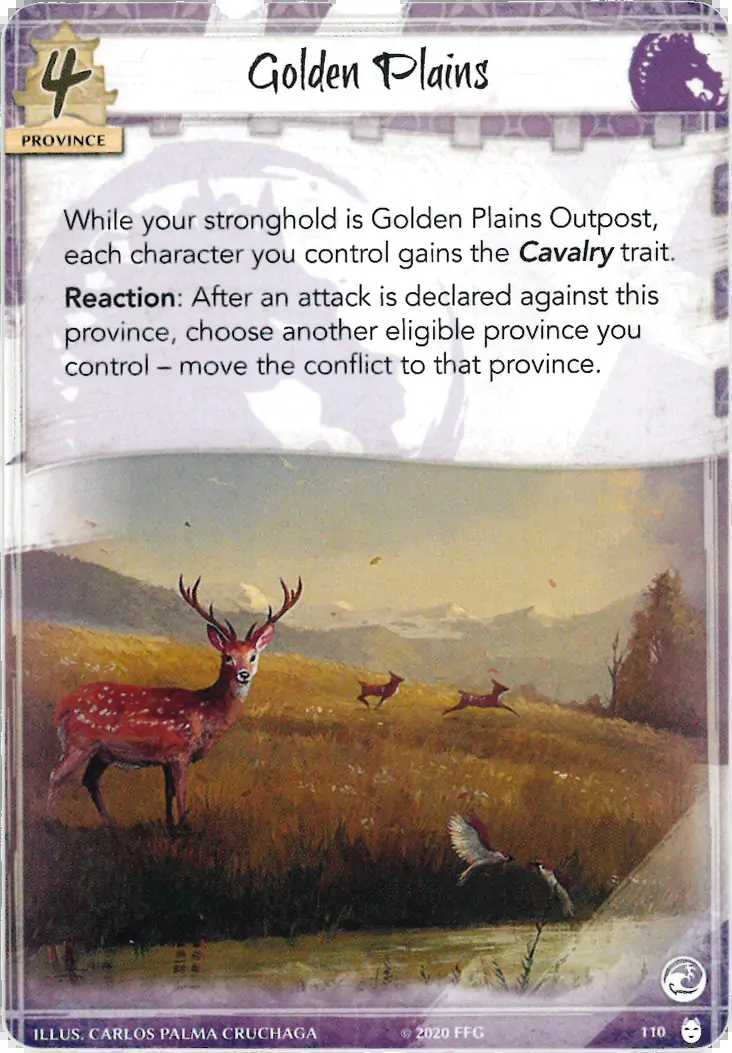 4
Golden Plains
PROVINCE
While your stronghold is Golden Plains Outpost,
each character you control gains the Cavalry trait.
Reaction: After an attack is declared against this
province, choose another eligible province you
control – move the conflict to that province.
ILLUS. CARLOS PALMA CRUCHAGA
© 2020 FFG
110